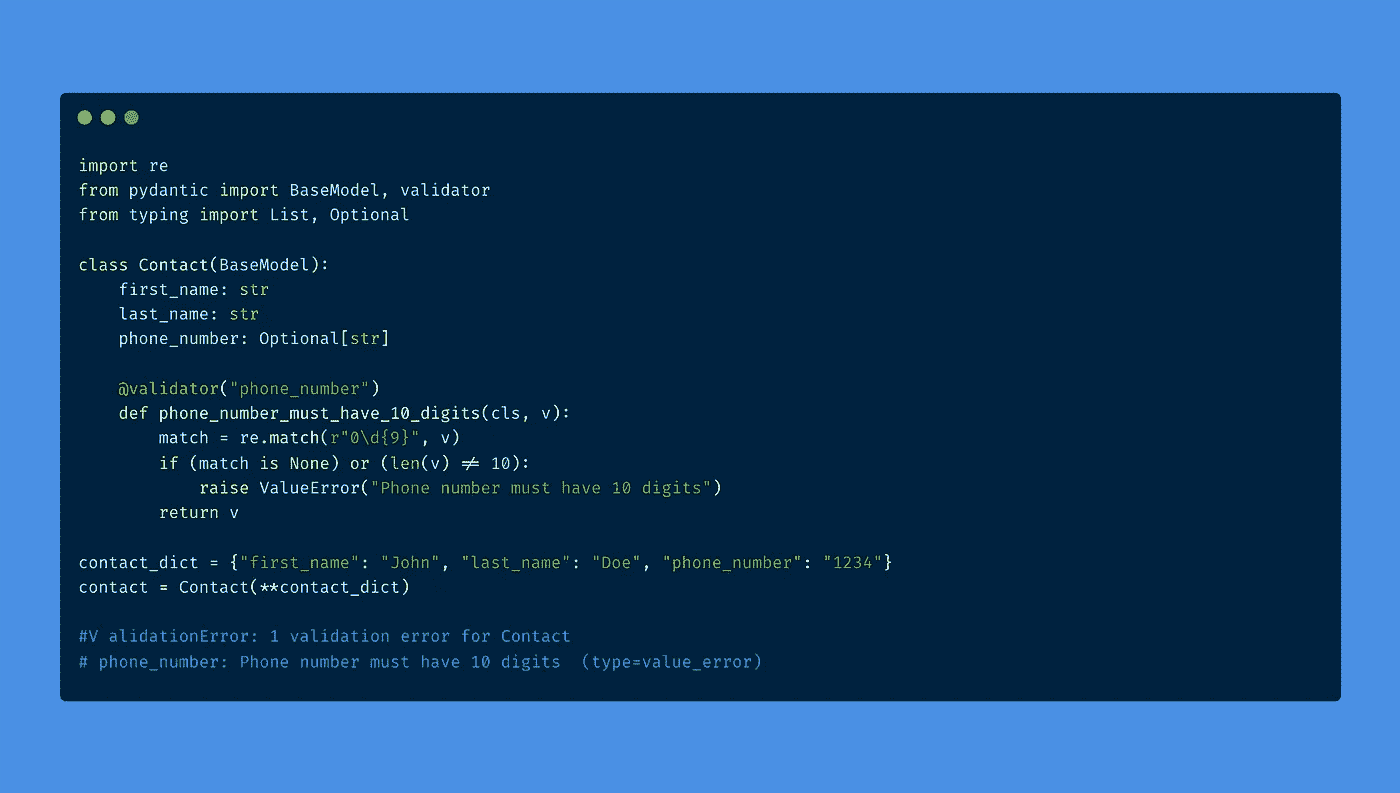 import re
from pydantic import BaseModel, validator
from typing import List, Optional

class Contact(BaseModel):
    first_name: str
    last_name: str
    phone_number: Optional[str]

    @validator("phone_number")
    def phone_number_must_have_10_digits(cls, v):
        match = re.match(r"0\d{9}", v)
        if (match is None) or (len(v) != 10):
            raise ValueError("Phone number must have 10 digits")
        return v

contact_dict = {"first_name": "John", "last_name": "Doe", "phone_number": "1234"}
contact = Contact(**contact_dict)

#V alidationError: 1 validation error for Contact
# phone_number: Phone number must have 10 digits  (type=value_error)